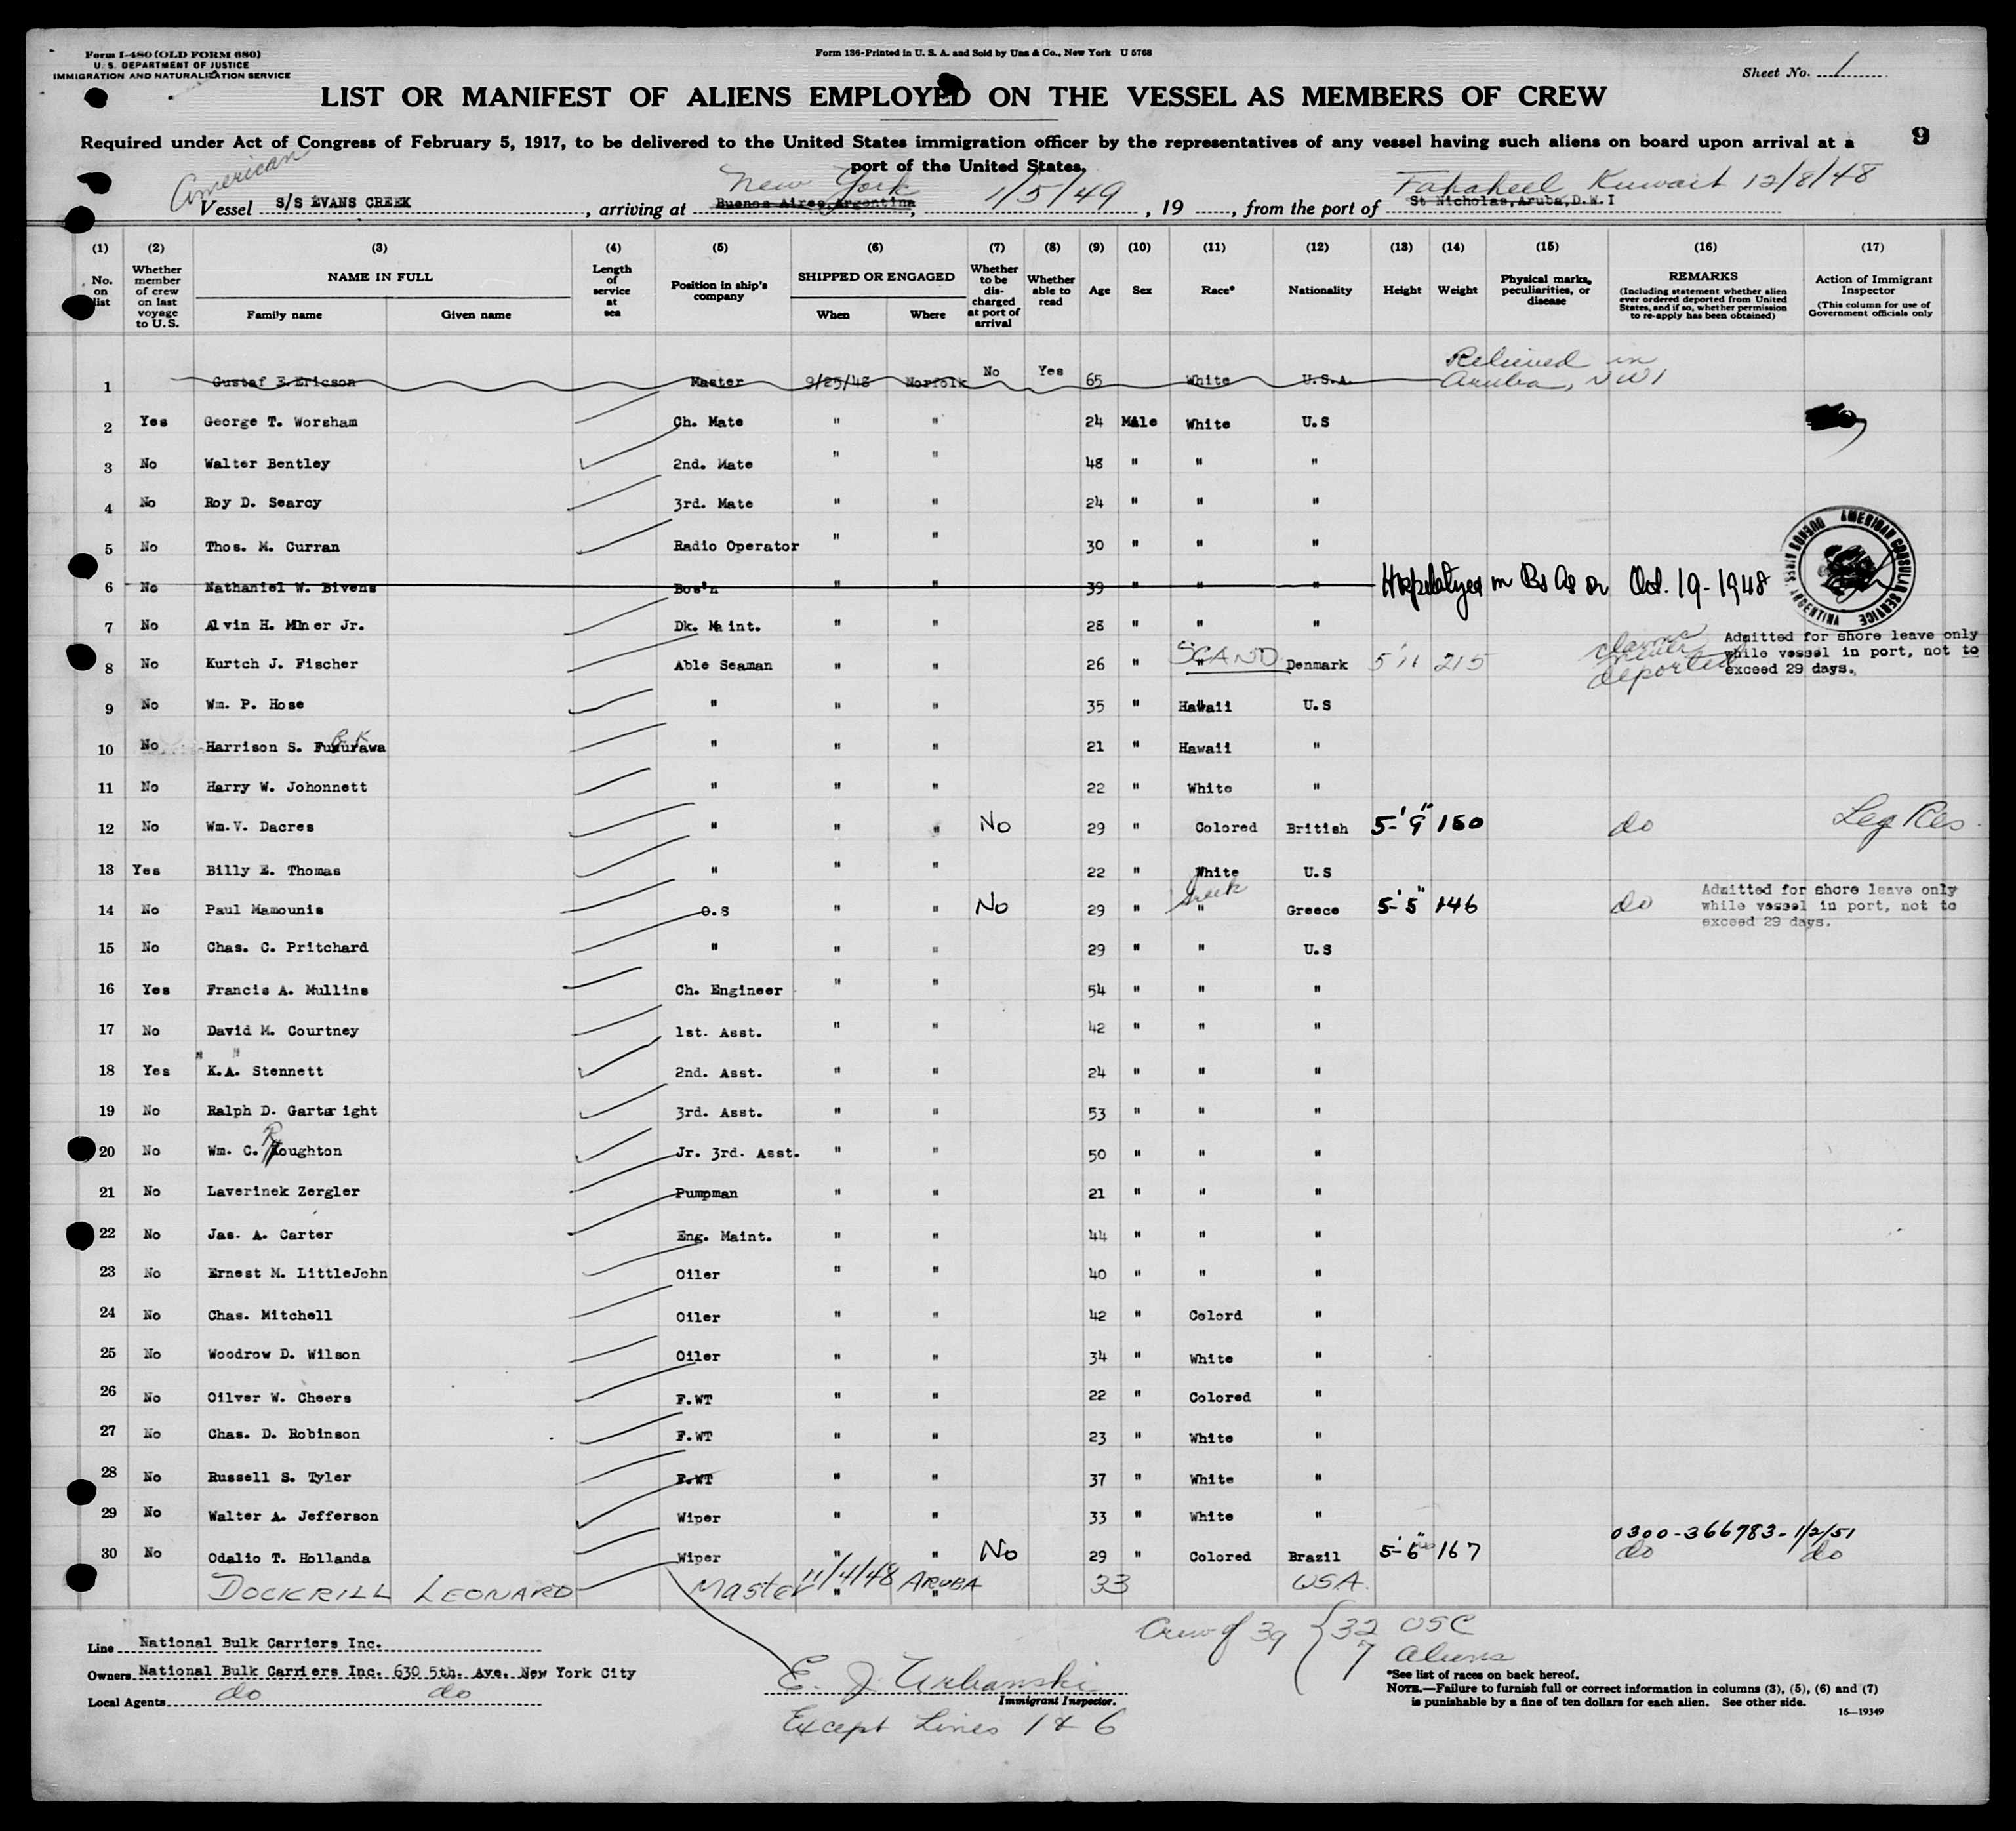 Form I-480 (OLD FORM 680)
U. S. DEPARTMENT OF JUSTICE
IMMIGRATION AND NATURALIZATION SERVICE
Form 136-Printed in U. S. A. and Sold by Unz & Co., New York U 5768
Sheet No. 1
LIST OR MANIFEST OF ALIENS EMPLOYED ON THE VESSEL AS MEMBERS OF CREW
9
Required under Act of Congress of February 5, 1917, to be delivered to the United States immigration officer by the representatives of any vessel having such aliens on board upon arrival at a
port of the United States.
American New York 1/5/49 Fahaheel Kuwait 12/8/48
Vessel S/S EVANS CREEK, arriving at Buenos Aires, Argentina, 19, from the port of St Nicholas, Aruba, D.W.I
(1) (2) (3) (4) (5) (6) (7) (8) (9) (10) (11) (12) (13) (14) (15) (16) (17)
No. on list
Whether member of crew on last voyage to U.S.
NAME IN FULL
Family name Given name
Length of service at sea
Position in ship's company
SHIPPED OR ENGAGED
When Where
Whether to be discharged at port of arrival
Whether able to read
Age
Sex
Race*
Nationality
Height
Weight
Physical marks, peculiarities, or disease
REMARKS
(Including statement whether alien ever ordered deported from United States, and if so, whether permission to re-apply has been obtained)
Action of Immigrant Inspector
(This column for use of Government officials only
1 Gustaf E. Ericson Master 9/25/48 Norfolk No Yes 65 White U.S.A. Relieved in Aruba, NWI
2 Yes George T. Worsham Ch. Mate " " 24 MAle White U.S
3 No Walter Bentley 2nd. Mate " " 48 " " "
4 No Roy D. Searcy 3rd. Mate " " 24 " " "
5 No Thos. M. Curran Radio Operator " " 30 " " "
6 No Nathaniel W. Bivens Bos'n " " 39 " " " in Bs As on Oct. 19-1948
AMERICAN CONSULAR SERVICE BUENOS AIRES, ARGENTINA
7 No Alvin H. Miner Jr. Dk. Maint. " " 28 " " "
8 No Kurtch J. Fischer Able Seaman " " 26 " SCAND " Denmark 5'11 215 claims never deported Admitted for shore leave only while vessel in port, not to exceed 29 days.
9 No Wm. P. Hose " " " 35 " Hawaii U.S
10 No Harrison S. Fukurawa " " " 21 " Hawaii "
11 No Harry W. Johonnett " " " 22 " White "
12 No Wm.V. Dacres " " " No 29 " Colored British 5-'9" 150 do Leg Res.
13 Yes Billy E. Thomas " " " 22 " White U.S
14 No Paul Mamounis O.S " " No 29 " Greek " Greece 5-'5" 146 do Admitted for shore leave only while vessel in port, not to exceed 29 days.
15 No Chas. C. Pritchard " " " 29 " " U.S
16 Yes Francis A. Mullins Ch. Engineer " " 54 " " "
17 No David M. Courtney 1st. Asst. " " 42 " " "
18 Yes K.A. Stennett 2nd. Asst. " " 24 " " "
19 No Ralph D. Gartwright 3rd. Asst. " " 53 " " "
20 No Wm. C. Roughton Jr. 3rd. Asst. " " 50 " " "
21 No Laverinek Zergler Pumpman " " 21 " " "
22 No Jas. A. Carter Eng. Maint. " " 44 " " "
23 No Ernest M. LittleJohn Oiler " " 40 " " "
24 No Chas. Mitchell Oiler " " 42 " Colord "
25 No Woodrow D. Wilson Oiler " " 34 " White "
26 No Oilver W. Cheers F.WT " " 22 " Colored "
27 No Chas. D. Robinson F.WT " " 23 " White "
28 No Russell S. Tyler F.WT " " 37 " White "
29 No Walter A. Jefferson Wiper " " 33 " White "
0300-366783-1/2/51
30 No Odalio T. Hollanda Wiper " " No 29 " Colored Brazil 5-'6" 167 do do
DOCKRILL LEONARD Master 11/4/48 ARUBA 33 USA.
Crew of 39 { 32 USC
7 Aliens
Line National Bulk Carriers Inc.
Owners National Bulk Carriers Inc. 630 5th. Ave. New York City
Local Agents do do
E. J. Urbanski
Immigrant Inspector.
Except Lines 1 & 6
*See list of races on back hereof.
NOTE.—Failure to furnish full or correct information in columns (3), (5), (6) and (7)
is punishable by a fine of ten dollars for each alien. See other side.
16—19349